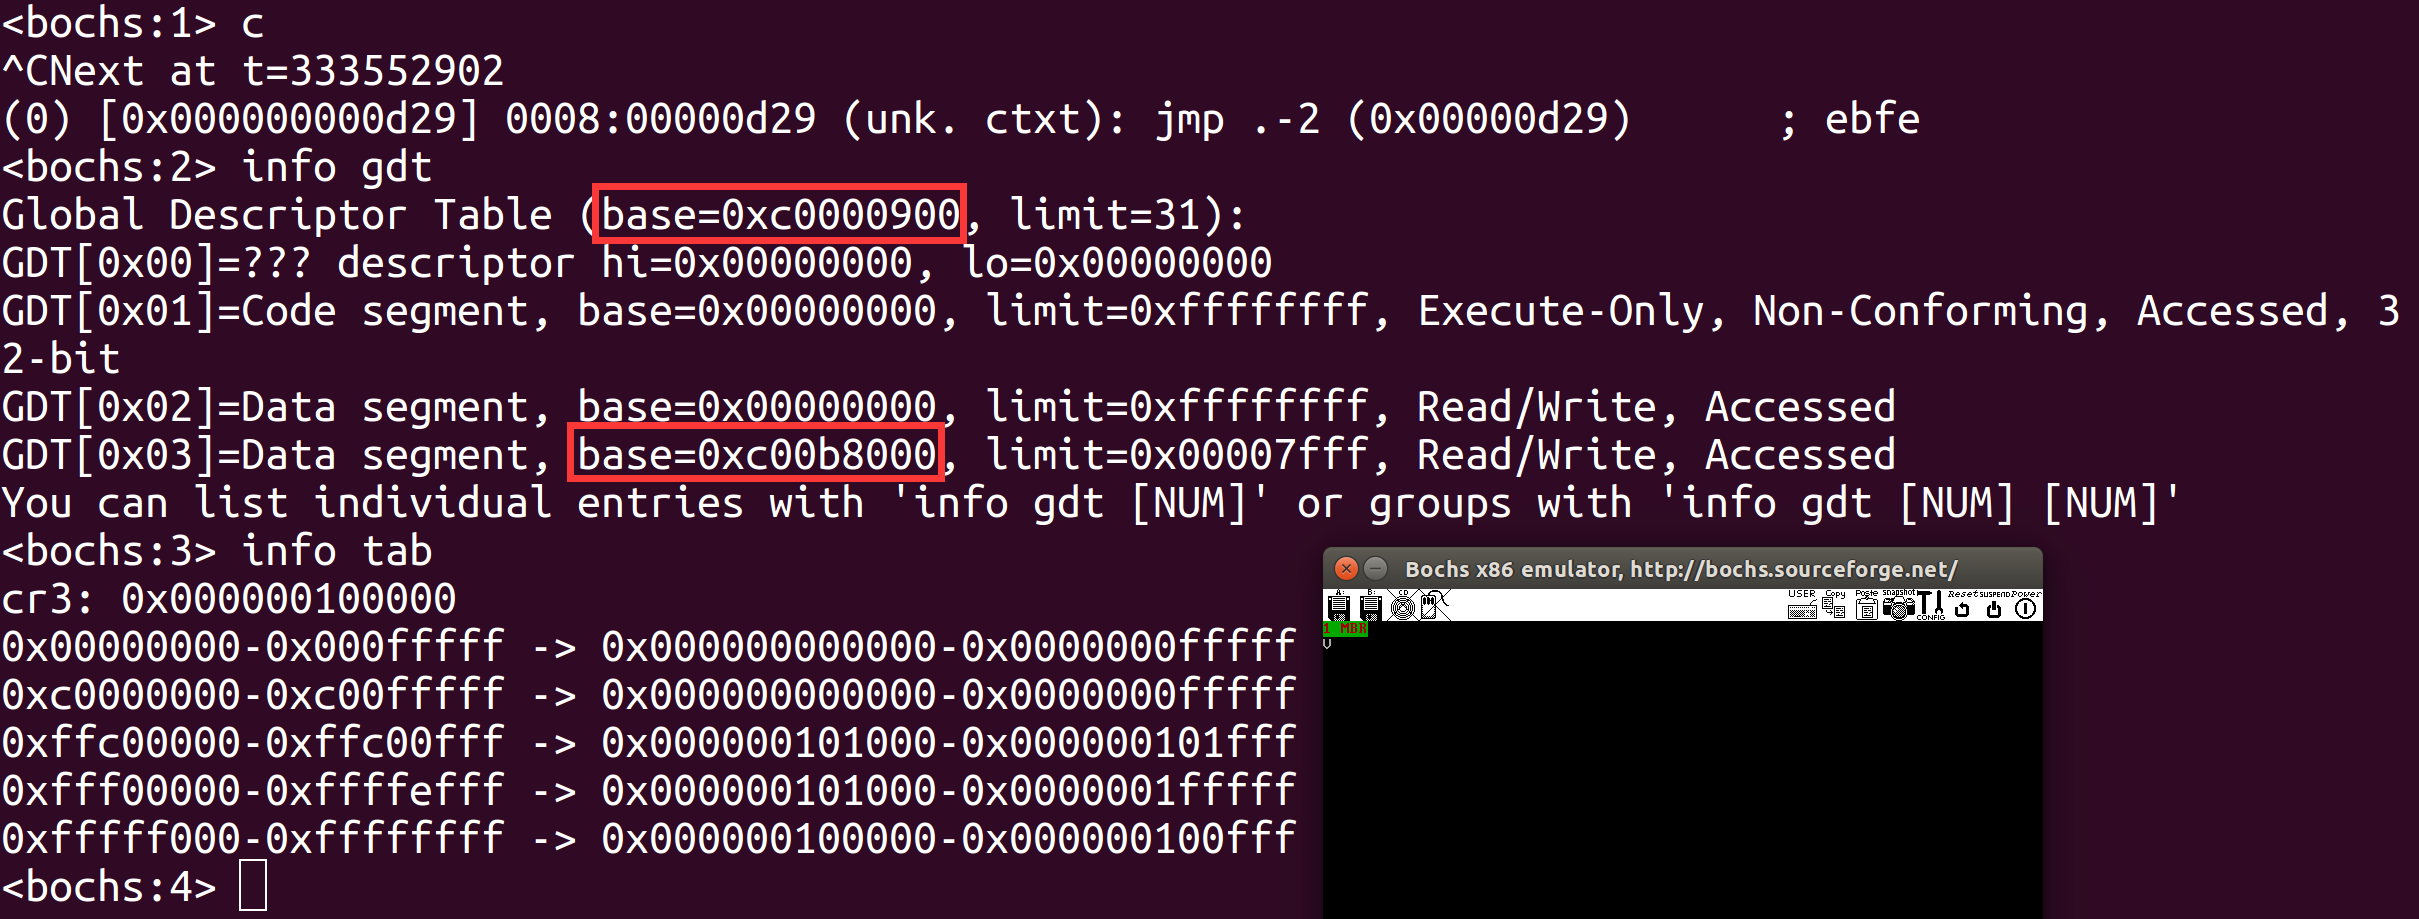 <bochs:1> c
^CNext at t=333552902
(0) [0x000000000d29] 0008:00000d29 (unk. ctxt): jmp .-2 (0x00000d29)      ; ebfe
<bochs:2> info gdt
Global Descriptor Table (base=0xc0000900, limit=31):
GDT[0x00]=??? descriptor hi=0x00000000, lo=0x00000000
GDT[0x01]=Code segment, base=0x00000000, limit=0xffffffff, Execute-Only, Non-Conforming, Accessed, 3
2-bit
GDT[0x02]=Data segment, base=0x00000000, limit=0xffffffff, Read/Write, Accessed
GDT[0x03]=Data segment, base=0xc00b8000, limit=0x00007fff, Read/Write, Accessed
You can list individual entries with 'info gdt [NUM]' or groups with 'info gdt [NUM] [NUM]'
<bochs:3> info tab
cr3: 0x000000100000
0x00000000-0x000fffff -> 0x000000000000-0x0000000fffff
0xc0000000-0xc00fffff -> 0x000000000000-0x0000000fffff
0xffc00000-0xffc00fff -> 0x000000101000-0x000000101fff
0xfff00000-0xffffefff -> 0x000000101000-0x0000001fffff
0xfffff000-0xffffffff -> 0x000000100000-0x000000100fff
<bochs:4>
Bochs x86 emulator, http://bochs.sourceforge.net/
A: B: CD USER Copy Paste snapshot CONFIG Reset SUSPEND Power
1 MBR
V